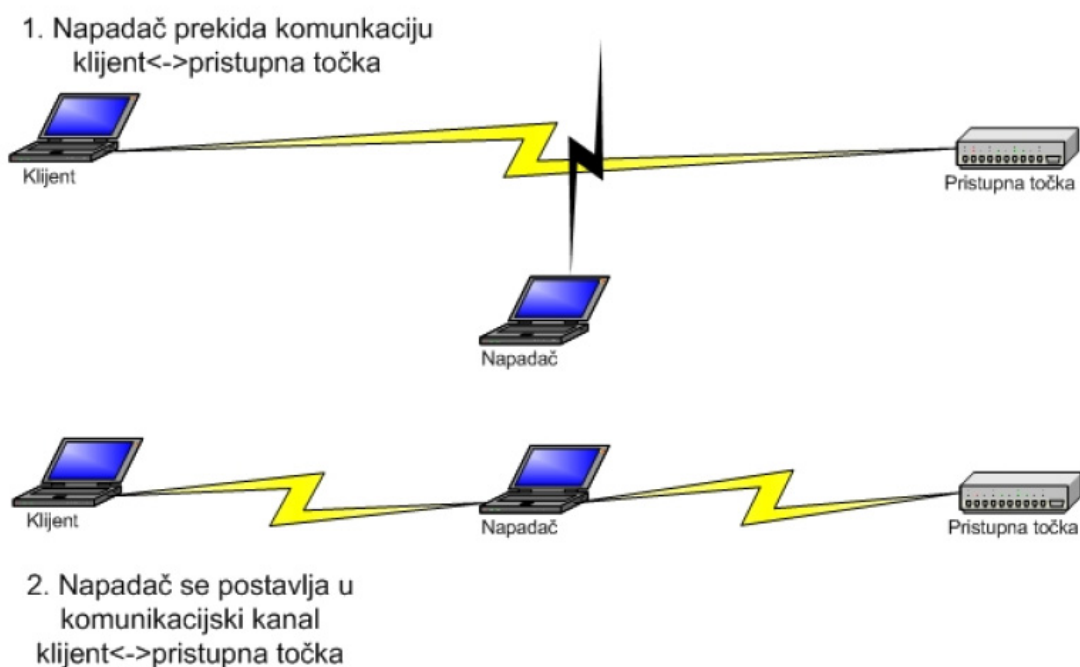 1. Napadač prekida komunkaciju
klijent<->pristupna točka
Klijent
Pristupna točka
Napadač
Klijent
Napadač
Pristupna točka
2. Napadač se postavlja u
komunikacijski kanal
klijent<->pristupna točka